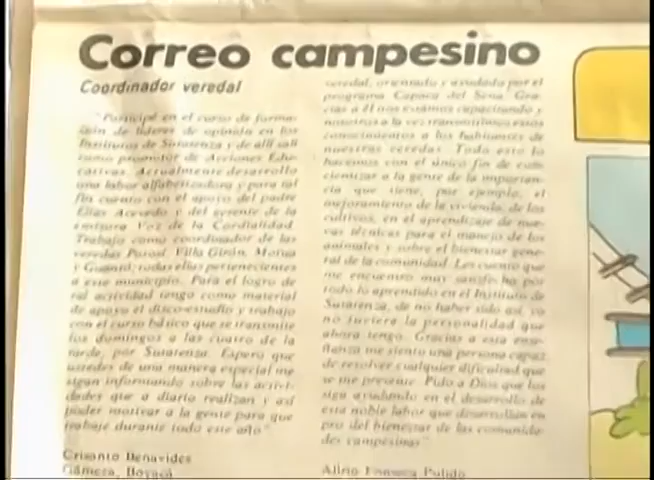 Correo campesino
Coordinador veredal
"Participé en el curso de forma-
ción de líderes de opinión en los
Institutos de Sutatenza y de allí salí
como promotor de Acciones Edu-
cativas. Actualmente desarrollo
una labor alfabetizadora y para tal
fin cuento con el apoyo del padre
Elías Acevedo y del gerente de la
emisora Voz de la Cordialidad.
Trabajo como coordinador de las
veredas Villa Girón,
y todas ellas pertenecientes
a este municipio. Para el logro de
tal actividad tengo como material
de apoyo el disco-estudio y trabajo
con el curso bíblico que se transmite
los domingos a las cuatro de la
tarde, por Sutatenza. Espero que
ustedes de una manera especial me
sigan informando sobre las activi-
dades que a diario realizan y así
poder motivar a la gente para que
trabaje durante todo este año"
Crisanto Benavides
Gámeza, Boyacá
veredal, orientado y ayudado por el
programa Capaca del Sena. Gra-
cias a Él nos estamos capacitando y
nosotros a la vez transmitimos estos
conocimientos a los habitantes de
nuestras veredas. Todo esto lo
hacemos con el único fin de con-
cientizar a la gente de la importan-
cia que tiene, por ejemplo, el
mejoramiento de la vivienda, de los
cultivos, en el aprendizaje de nue-
vas técnicas para el manejo de los
animales y sobre el bienestar gene-
ral de la comunidad. Les cuento que
me encuentro muy satisfecho por
todo lo aprendido en el Instituto de
Sutatenza, de no haber sido así, yo
no tuviera la personalidad que
ahora tengo. Gracias a esta ense-
ñanza me siento una persona capaz
de resolver cualquier dificultad que
se me presente. Pido a Dios que los
siga ayudando en el desarrollo de
esta noble labor que desarrollan en
pro del bienestar de las comunida-
des campesinas"
Alirio Fonseca Pulido